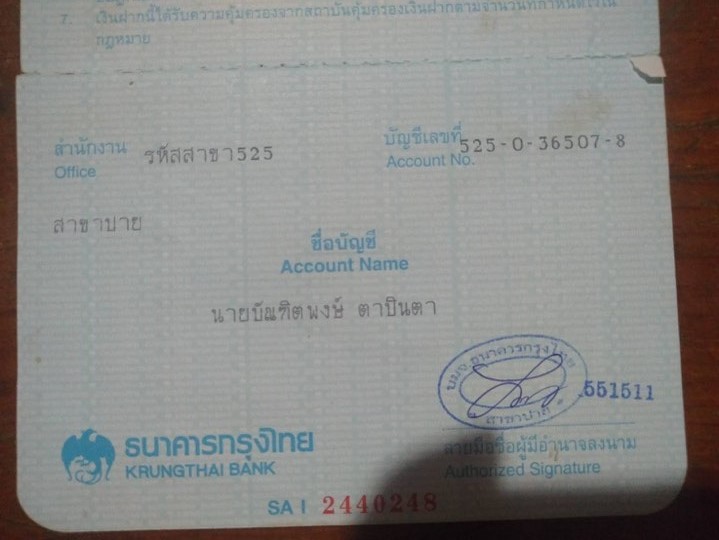 7. เงินฝากนี้ได้รับความคุ้มครองจากสถาบันคุ้มครองเงินฝากตามจำนวนที่กำหนดไว้ใน
กฎหมาย
สำนักงาน รหัสสาขา525
Office
บัญชีเลขที่ 525-0-36507-8
Account No.
สาขาปาย
ชื่อบัญชี
Account Name
นายบัณฑิตพงษ์ ตาปินตา
บมจ.ธนาคารกรุงไทย
สาขาปาย
551511
ธนาคารกรุงไทย
KRUNGTHAI BANK
ลายมือชื่อผู้มีอำนาจลงนาม
Authorized Signature
SA I 2440248